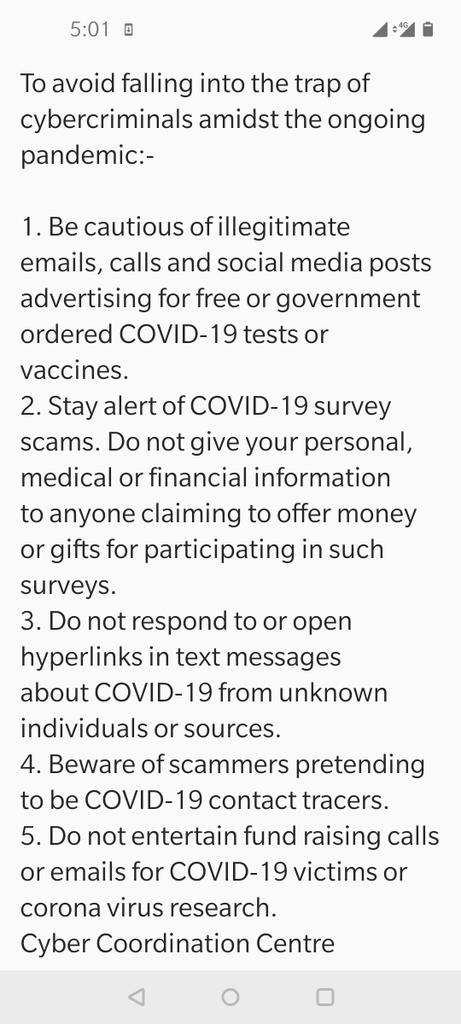 5:01
4G
To avoid falling into the trap of
cybercriminals amidst the ongoing
pandemic:-
1. Be cautious of illegitimate
emails, calls and social media posts
advertising for free or government
ordered COVID-19 tests or
vaccines.
2. Stay alert of COVID-19 survey
scams. Do not give your personal,
medical or financial information
to anyone claiming to offer money
or gifts for participating in such
surveys.
3. Do not respond to or open
hyperlinks in text messages
about COVID-19 from unknown
individuals or sources.
4. Beware of scammers pretending
to be COVID-19 contact tracers.
5. Do not entertain fund raising calls
or emails for COVID-19 victims or
corona virus research.
Cyber Coordination Centre